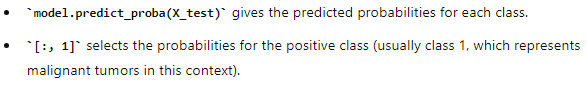 • `model.predict_proba(X_test)` gives the predicted probabilities for each class.
• `[:, 1]` selects the probabilities for the positive class (usually class 1, which represents
malignant tumors in this context).